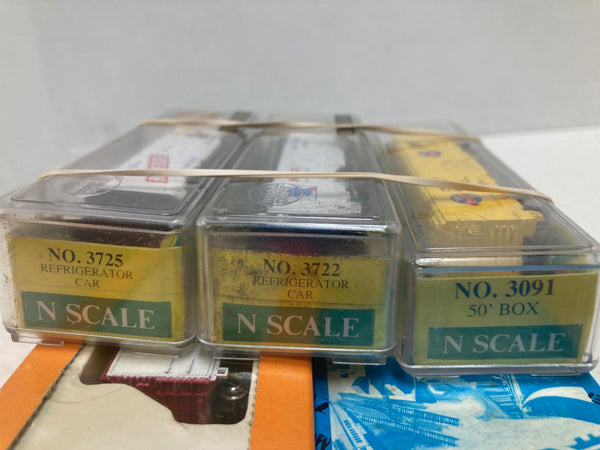 NO. 3725
REFRIGERATOR
CAR
N SCALE
NO. 3722
REFRIGERATOR
CAR
N SCALE
NO. 3091
50' BOX
N SCALE